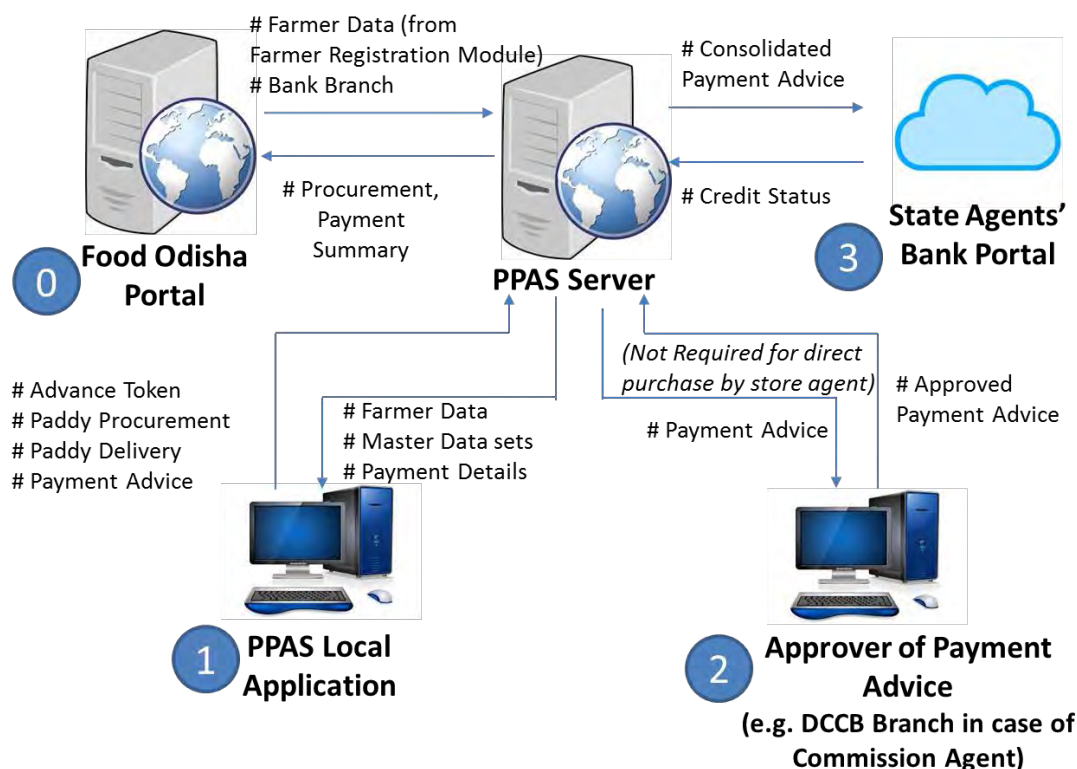 # Farmer Data (from
Farmer Registration Module)
# Bank Branch
# Consolidated
Payment Advice
# Procurement,
Payment
Summary
# Credit Status
0
Food Odisha
Portal
PPAS Server
3
State Agents’
Bank Portal
# Advance Token
# Paddy Procurement
# Paddy Delivery
# Payment Advice
# Farmer Data
# Master Data sets
# Payment Details
(Not Required for direct
purchase by store agent)
# Payment Advice
# Approved
Payment Advice
1
PPAS Local
Application
2
Approver of Payment
Advice
(e.g. DCCB Branch in case of
Commission Agent)